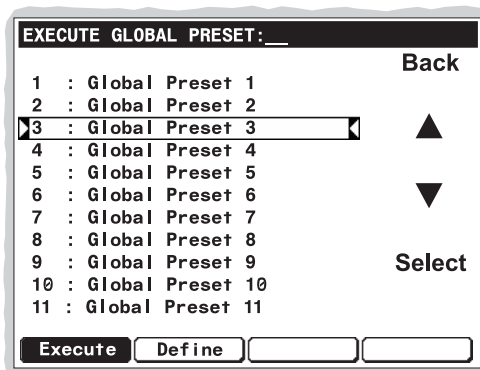 EXECUTE GLOBAL PRESET:__
Back
1 : Global Preset 1
2 : Global Preset 2
3 : Global Preset 3
4 : Global Preset 4
5 : Global Preset 5
6 : Global Preset 6
7 : Global Preset 7
8 : Global Preset 8
9 : Global Preset 9
Select
10 : Global Preset 10
11 : Global Preset 11
Execute Define